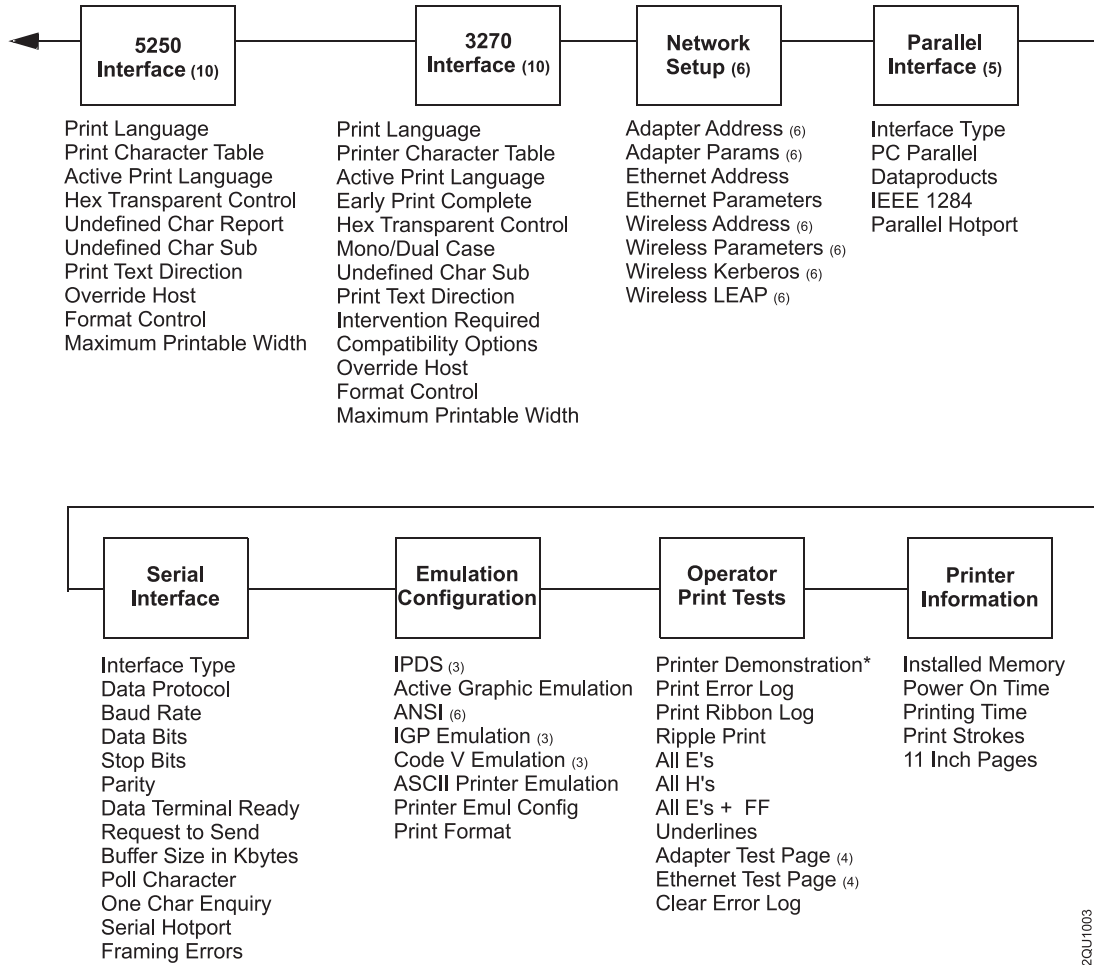 5250
Interface (10)
Print Language
Print Character Table
Active Print Language
Hex Transparent Control
Undefined Char Report
Undefined Char Sub
Print Text Direction
Override Host
Format Control
Maximum Printable Width
3270
Interface (10)
Print Language
Printer Character Table
Active Print Language
Early Print Complete
Hex Transparent Control
Mono/Dual Case
Undefined Char Sub
Print Text Direction
Intervention Required
Compatibility Options
Override Host
Format Control
Maximum Printable Width
Network
Setup (6)
Adapter Address (6)
Adapter Params (6)
Ethernet Address
Ethernet Parameters
Wireless Address (6)
Wireless Parameters (6)
Wireless Kerberos (6)
Wireless LEAP (6)
Parallel
Interface (5)
Interface Type
PC Parallel
Dataproducts
IEEE 1284
Parallel Hotport
Serial
Interface
Interface Type
Data Protocol
Baud Rate
Data Bits
Stop Bits
Parity
Data Terminal Ready
Request to Send
Buffer Size in Kbytes
Poll Character
One Char Enquiry
Serial Hotport
Framing Errors
Emulation
Configuration
IPDS (3)
Active Graphic Emulation
ANSI (6)
IGP Emulation (3)
Code V Emulation (3)
ASCII Printer Emulation
Printer Emul Config
Print Format
Operator
Print Tests
Printer Demonstration*
Print Error Log
Print Ribbon Log
Ripple Print
All E's
All H's
All E's + FF
Underlines
Adapter Test Page (4)
Ethernet Test Page (4)
Clear Error Log
Printer
Information
Installed Memory
Power On Time
Printing Time
Print Strokes
11 Inch Pages
2QU1003